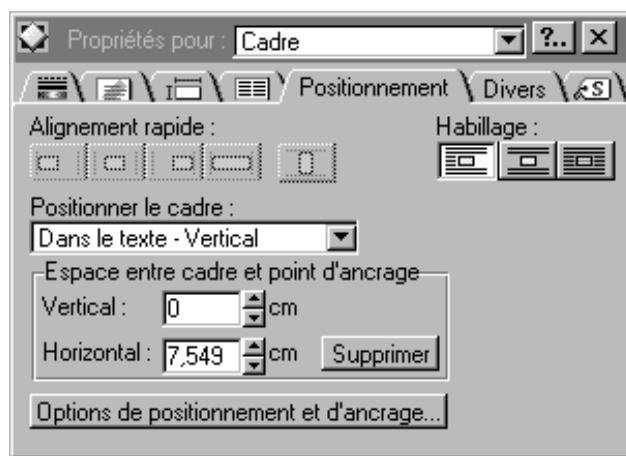 Propriétés pour : Cadre ?..
Positionnement Divers S
Alignement rapide : Habillage :
Positionner le cadre :
Dans le texte - Vertical
Espace entre cadre et point d'ancrage
Vertical : 0 cm
Horizontal : 7,549 cm Supprimer
Options de positionnement et d'ancrage...